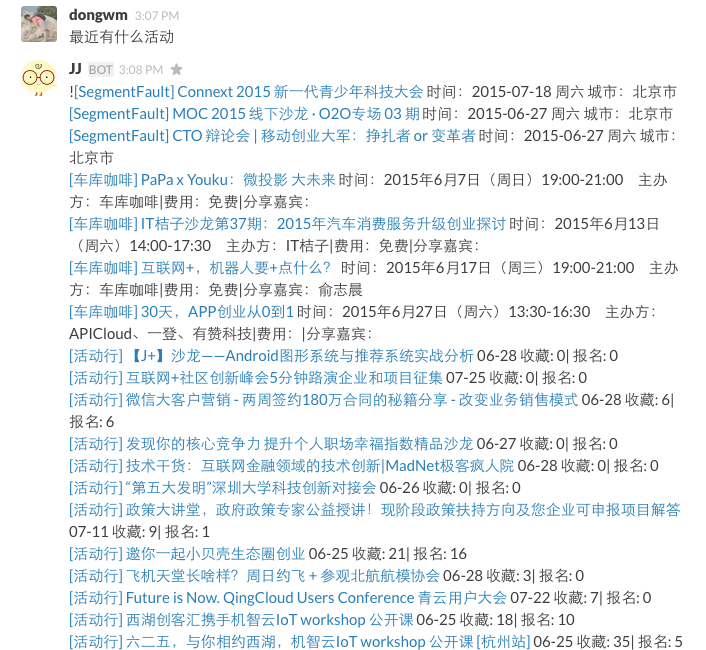 dongwm 3:07 PM
最近有什么活动
JJ BOT 3:08 PM
![SegmentFault] Connext 2015 新一代青少年科技大会 时间：2015-07-18 周六 城市：北京市
[SegmentFault] MOC 2015 线下沙龙 · O2O专场 03 期 时间：2015-06-27 周六 城市：北京市
[SegmentFault] CTO 辩论会 | 移动创业大军：挣扎者 or 变革者 时间：2015-06-27 周六 城市：
北京市
[车库咖啡] PaPa x Youku：微投影 大未来 时间：2015年6月7日（周日）19:00-21:00 主办
方：车库咖啡|费用：免费|分享嘉宾：
[车库咖啡] IT桔子沙龙第37期：2015年汽车消费服务升级创业探讨 时间：2015年6月13日
（周六）14:00-17:30 主办方：IT桔子|费用：免费|分享嘉宾：
[车库咖啡] 互联网+，机器人要+点什么？ 时间：2015年6月17日（周三）19:00-21:00 主办
方：车库咖啡|费用：免费|分享嘉宾：俞志晨
[车库咖啡] 30天，APP创业从0到1 时间：2015年6月27日（周六）13:30-16:30 主办方：
APICloud、一登、有赞科技|费用：|分享嘉宾：
[活动行] 【J+】沙龙——Android图形系统与推荐系统实战分析 06-28 收藏: 0| 报名: 0
[活动行] 互联网+社区创新峰会5分钟路演企业和项目征集 07-25 收藏: 0| 报名: 0
[活动行] 微信大客户营销 - 两周签约180万合同的秘籍分享 - 改变业务销售模式 06-28 收藏: 6|
报名: 6
[活动行] 发现你的核心竞争力 提升个人职场幸福指数精品沙龙 06-27 收藏: 0| 报名: 0
[活动行] 技术干货：互联网金融领域的技术创新|MadNet极客疯人院 06-28 收藏: 0| 报名: 0
[活动行] “第五大发明”深圳大学科技创新对接会 06-26 收藏: 0| 报名: 0
[活动行] 政策大讲堂，政府政策专家公益授讲！现阶段政策扶持方向及您企业可申报项目解答
07-11 收藏: 9| 报名: 1
[活动行] 邀你一起小贝壳生态圈创业 06-25 收藏: 21| 报名: 16
[活动行] 飞机天堂长啥样？周日约飞 + 参观北航航模协会 06-28 收藏: 3| 报名: 0
[活动行] Future is Now. QingCloud Users Conference 青云用户大会 07-22 收藏: 7| 报名: 0
[活动行] 西湖创客汇携手机智云IoT workshop 公开课 06-25 收藏: 18| 报名: 10
[活动行] 六二五，与你相约西湖，机智云IoT workshop 公开课 [杭州站] 06-25 收藏: 35| 报名: 5